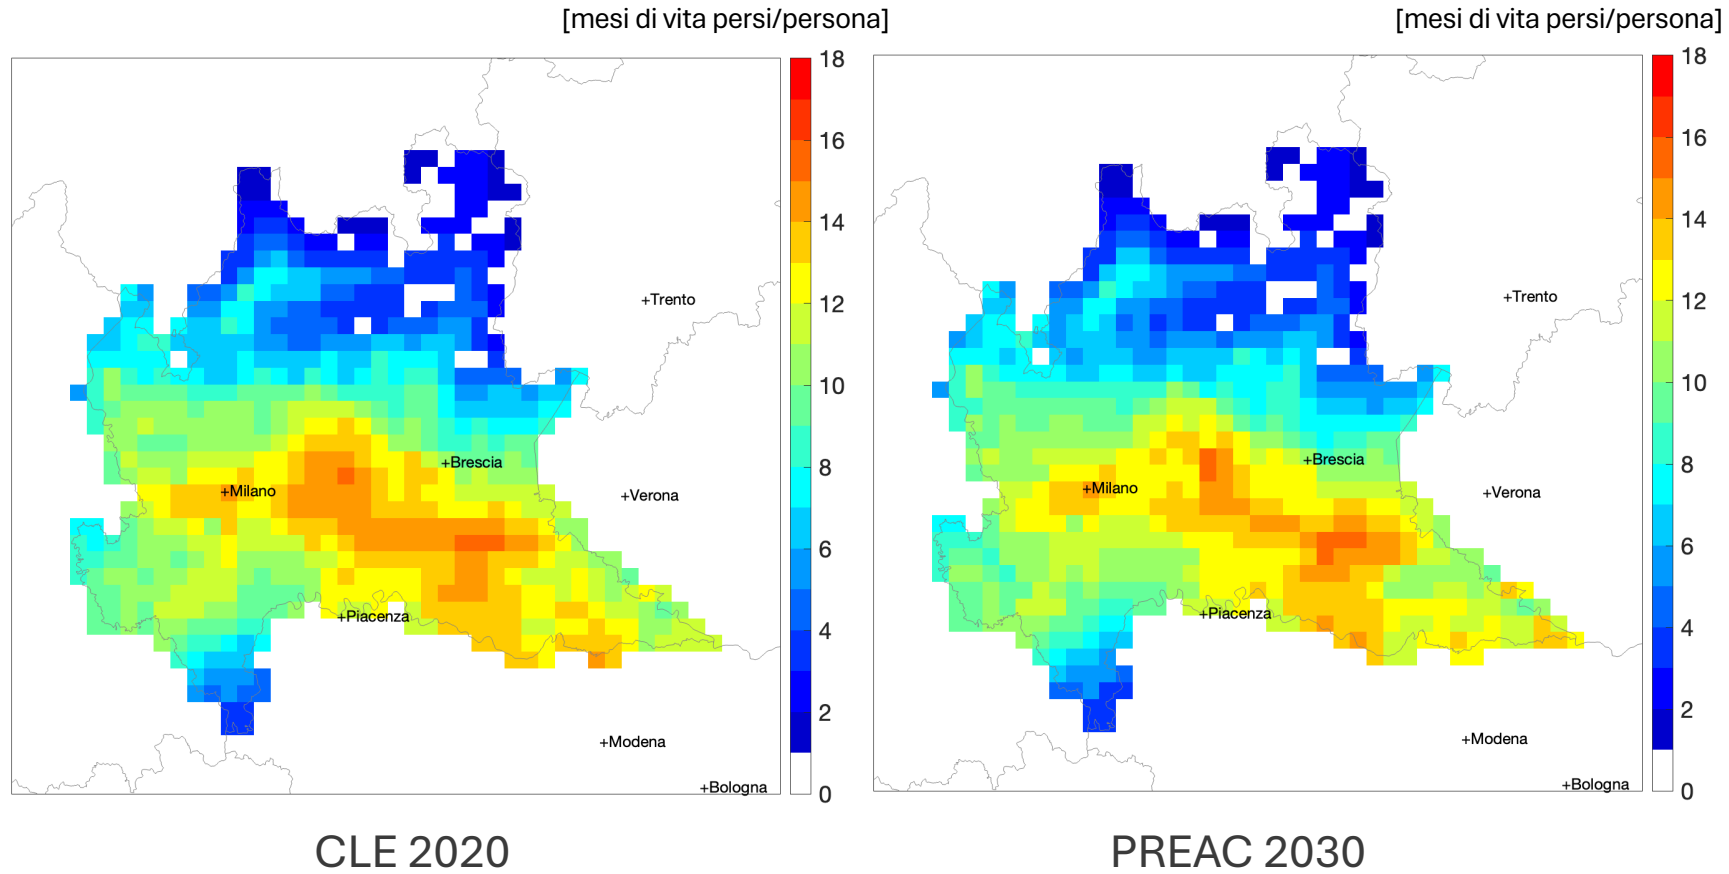 [mesi di vita persi/persona]
[mesi di vita persi/persona]
18
16
14
12
10
8
6
4
2
0
+Trento
+Brescia
+Milano
+Verona
+Piacenza
+Modena
+Bologna
18
16
14
12
10
8
6
4
2
0
+Trento
+Brescia
+Milano
+Verona
+Piacenza
+Modena
+Bologna
CLE 2020
PREAC 2030